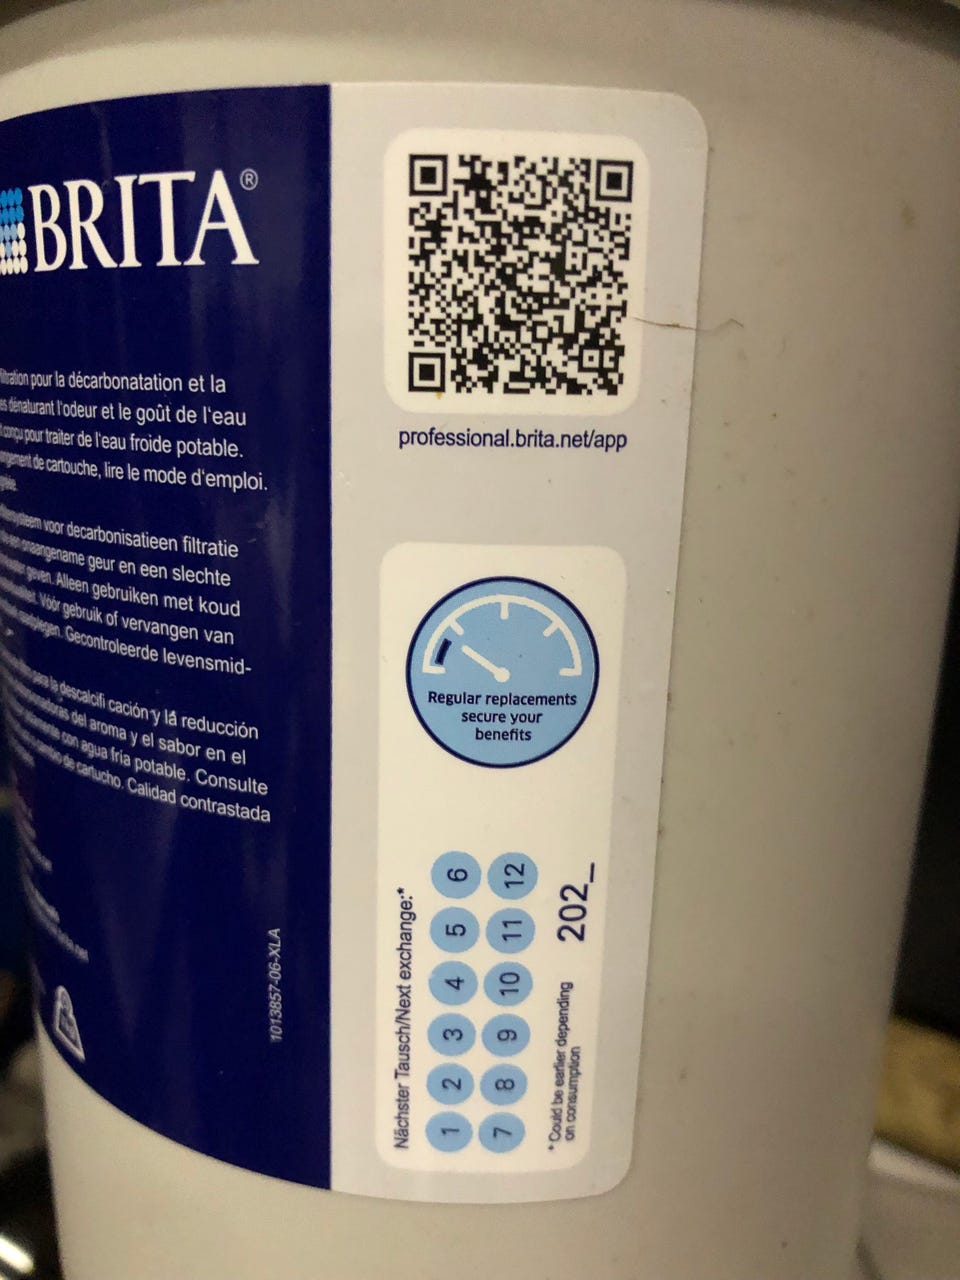 BRITA®
filtration pour la décarbonatation et la
dénaturant l'odeur et le goût de l'eau
conçu pour traiter de l'eau froide potable.
de cartouche, lire le mode d'emploi.
voor decarbonisatieen filtratie
onaangename geur en een slechte
geven. Alleen gebruiken met koud
Vóór gebruik of vervangen van
Gecontroleerde levensmid-
para la descalcifi cación y la reducción
del aroma y el sabor en el
con agua fría potable. Consulte
de cartucho. Calidad contrastada
1013857-06-XLA
professional.brita.net/app
Regular replacements
secure your
benefits
Nächster Tausch/Next exchange:*
1 2 3 4 5 6
7 8 9 10 11 12
202_
* Could be earlier depending
on consumption